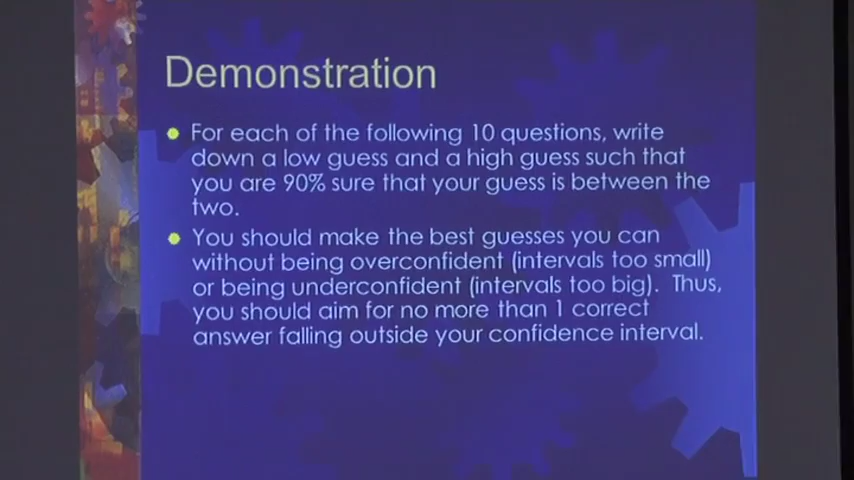 Demonstration
For each of the following 10 questions, write
down a low guess and a high guess such that
you are 90% sure that your guess is between the
two.
You should make the best guesses you can
without being overconfident (intervals too small)
or being underconfident (intervals too big).  Thus,
you should aim for no more than 1 correct
answer falling outside your confidence interval.